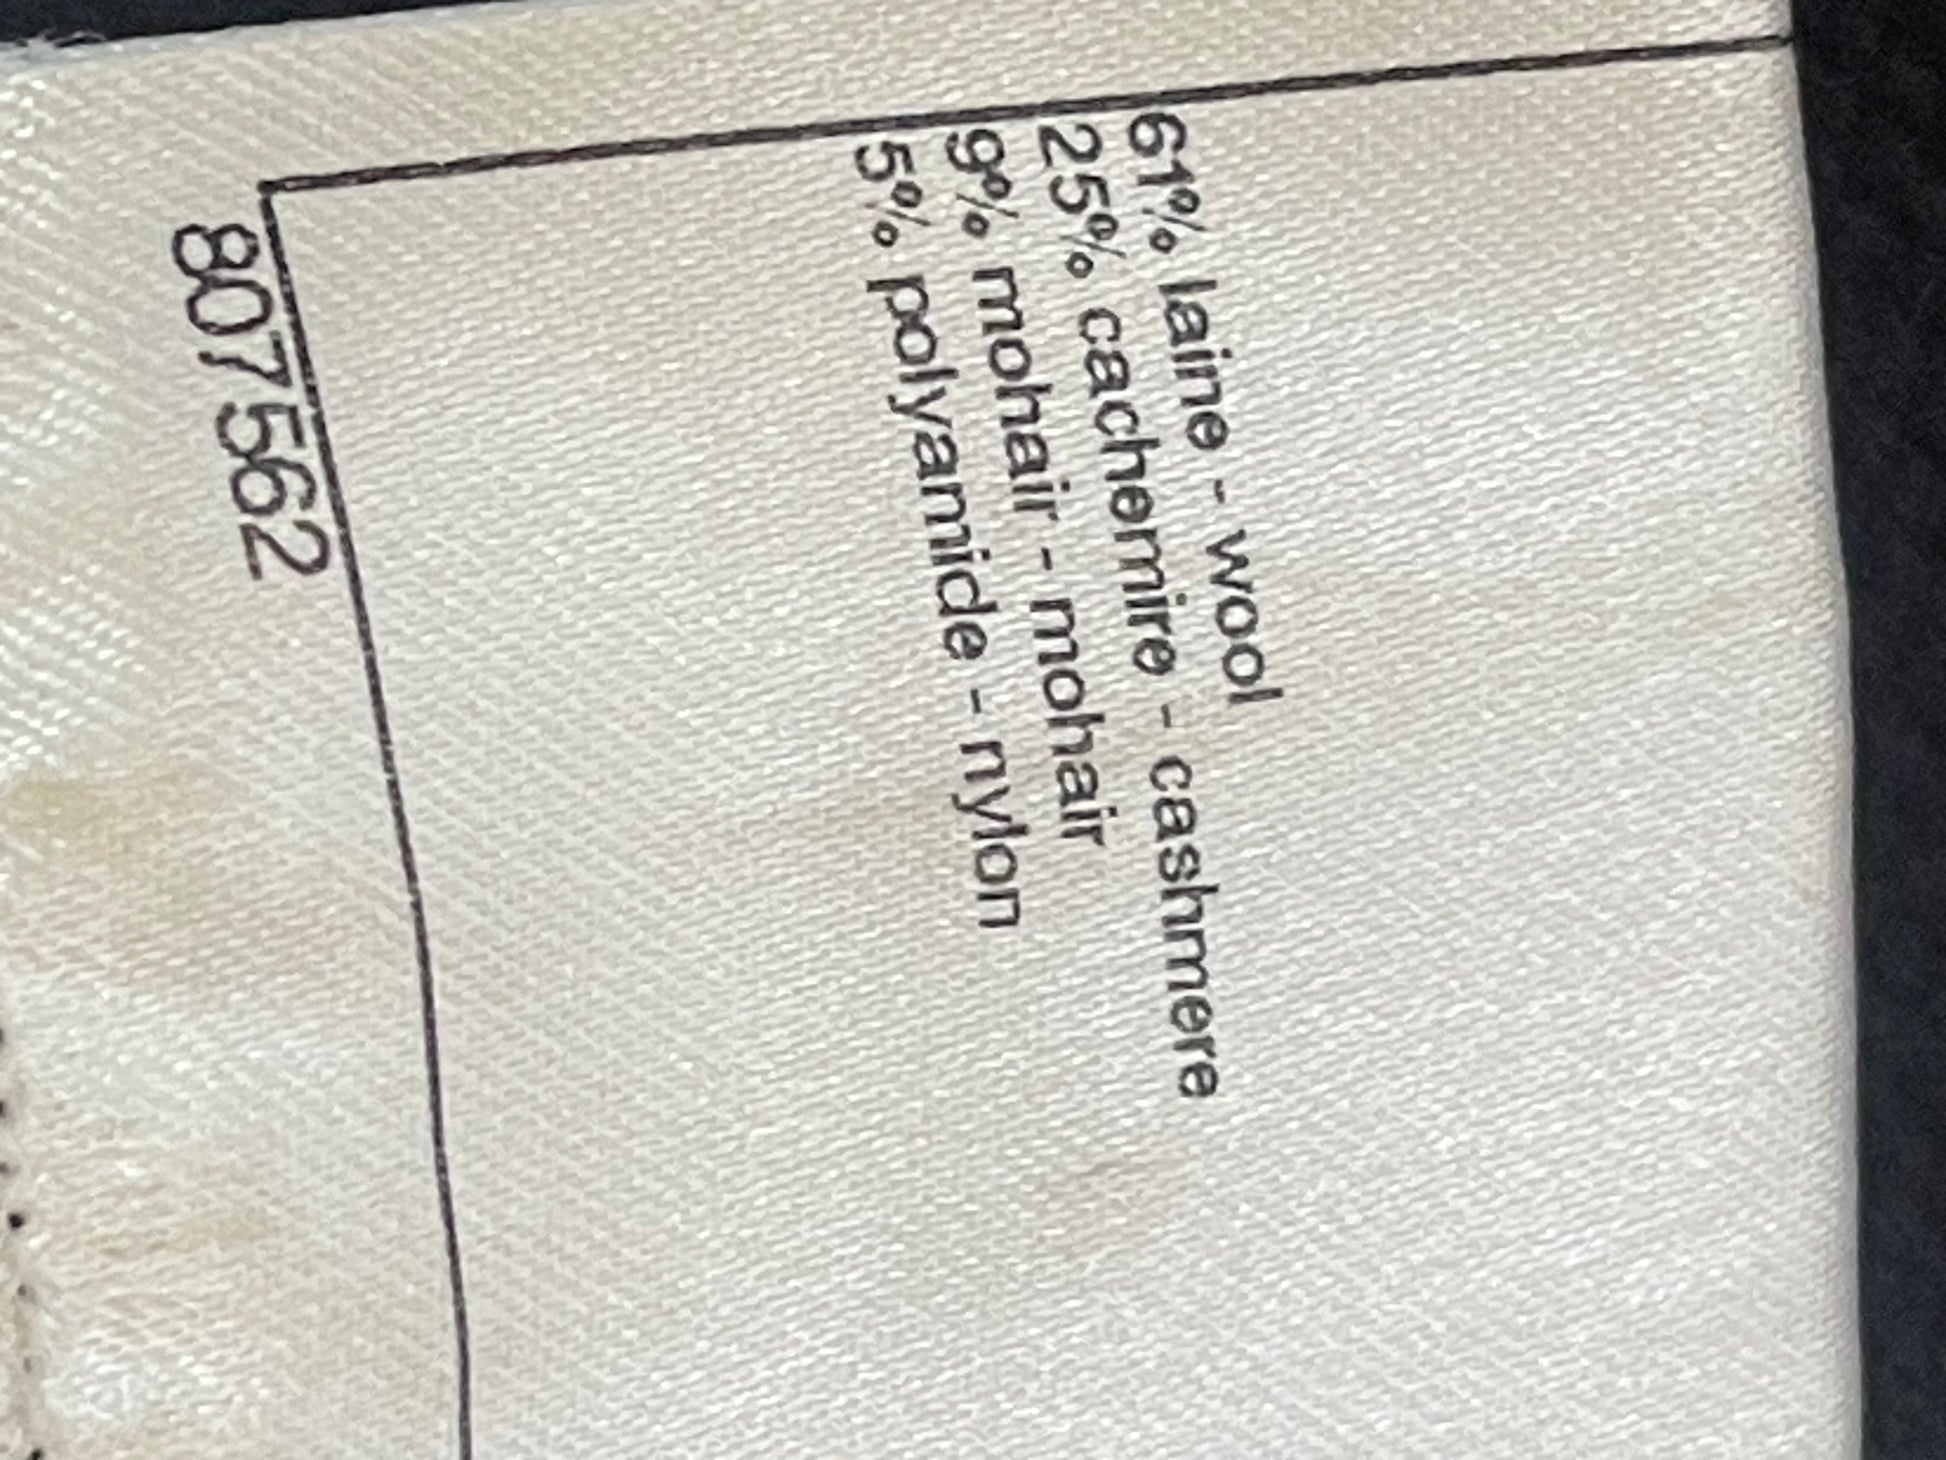 61% laine - wool
25% cachemire - cashmere
9% mohair - mohair
5% polyamide - nylon
807562